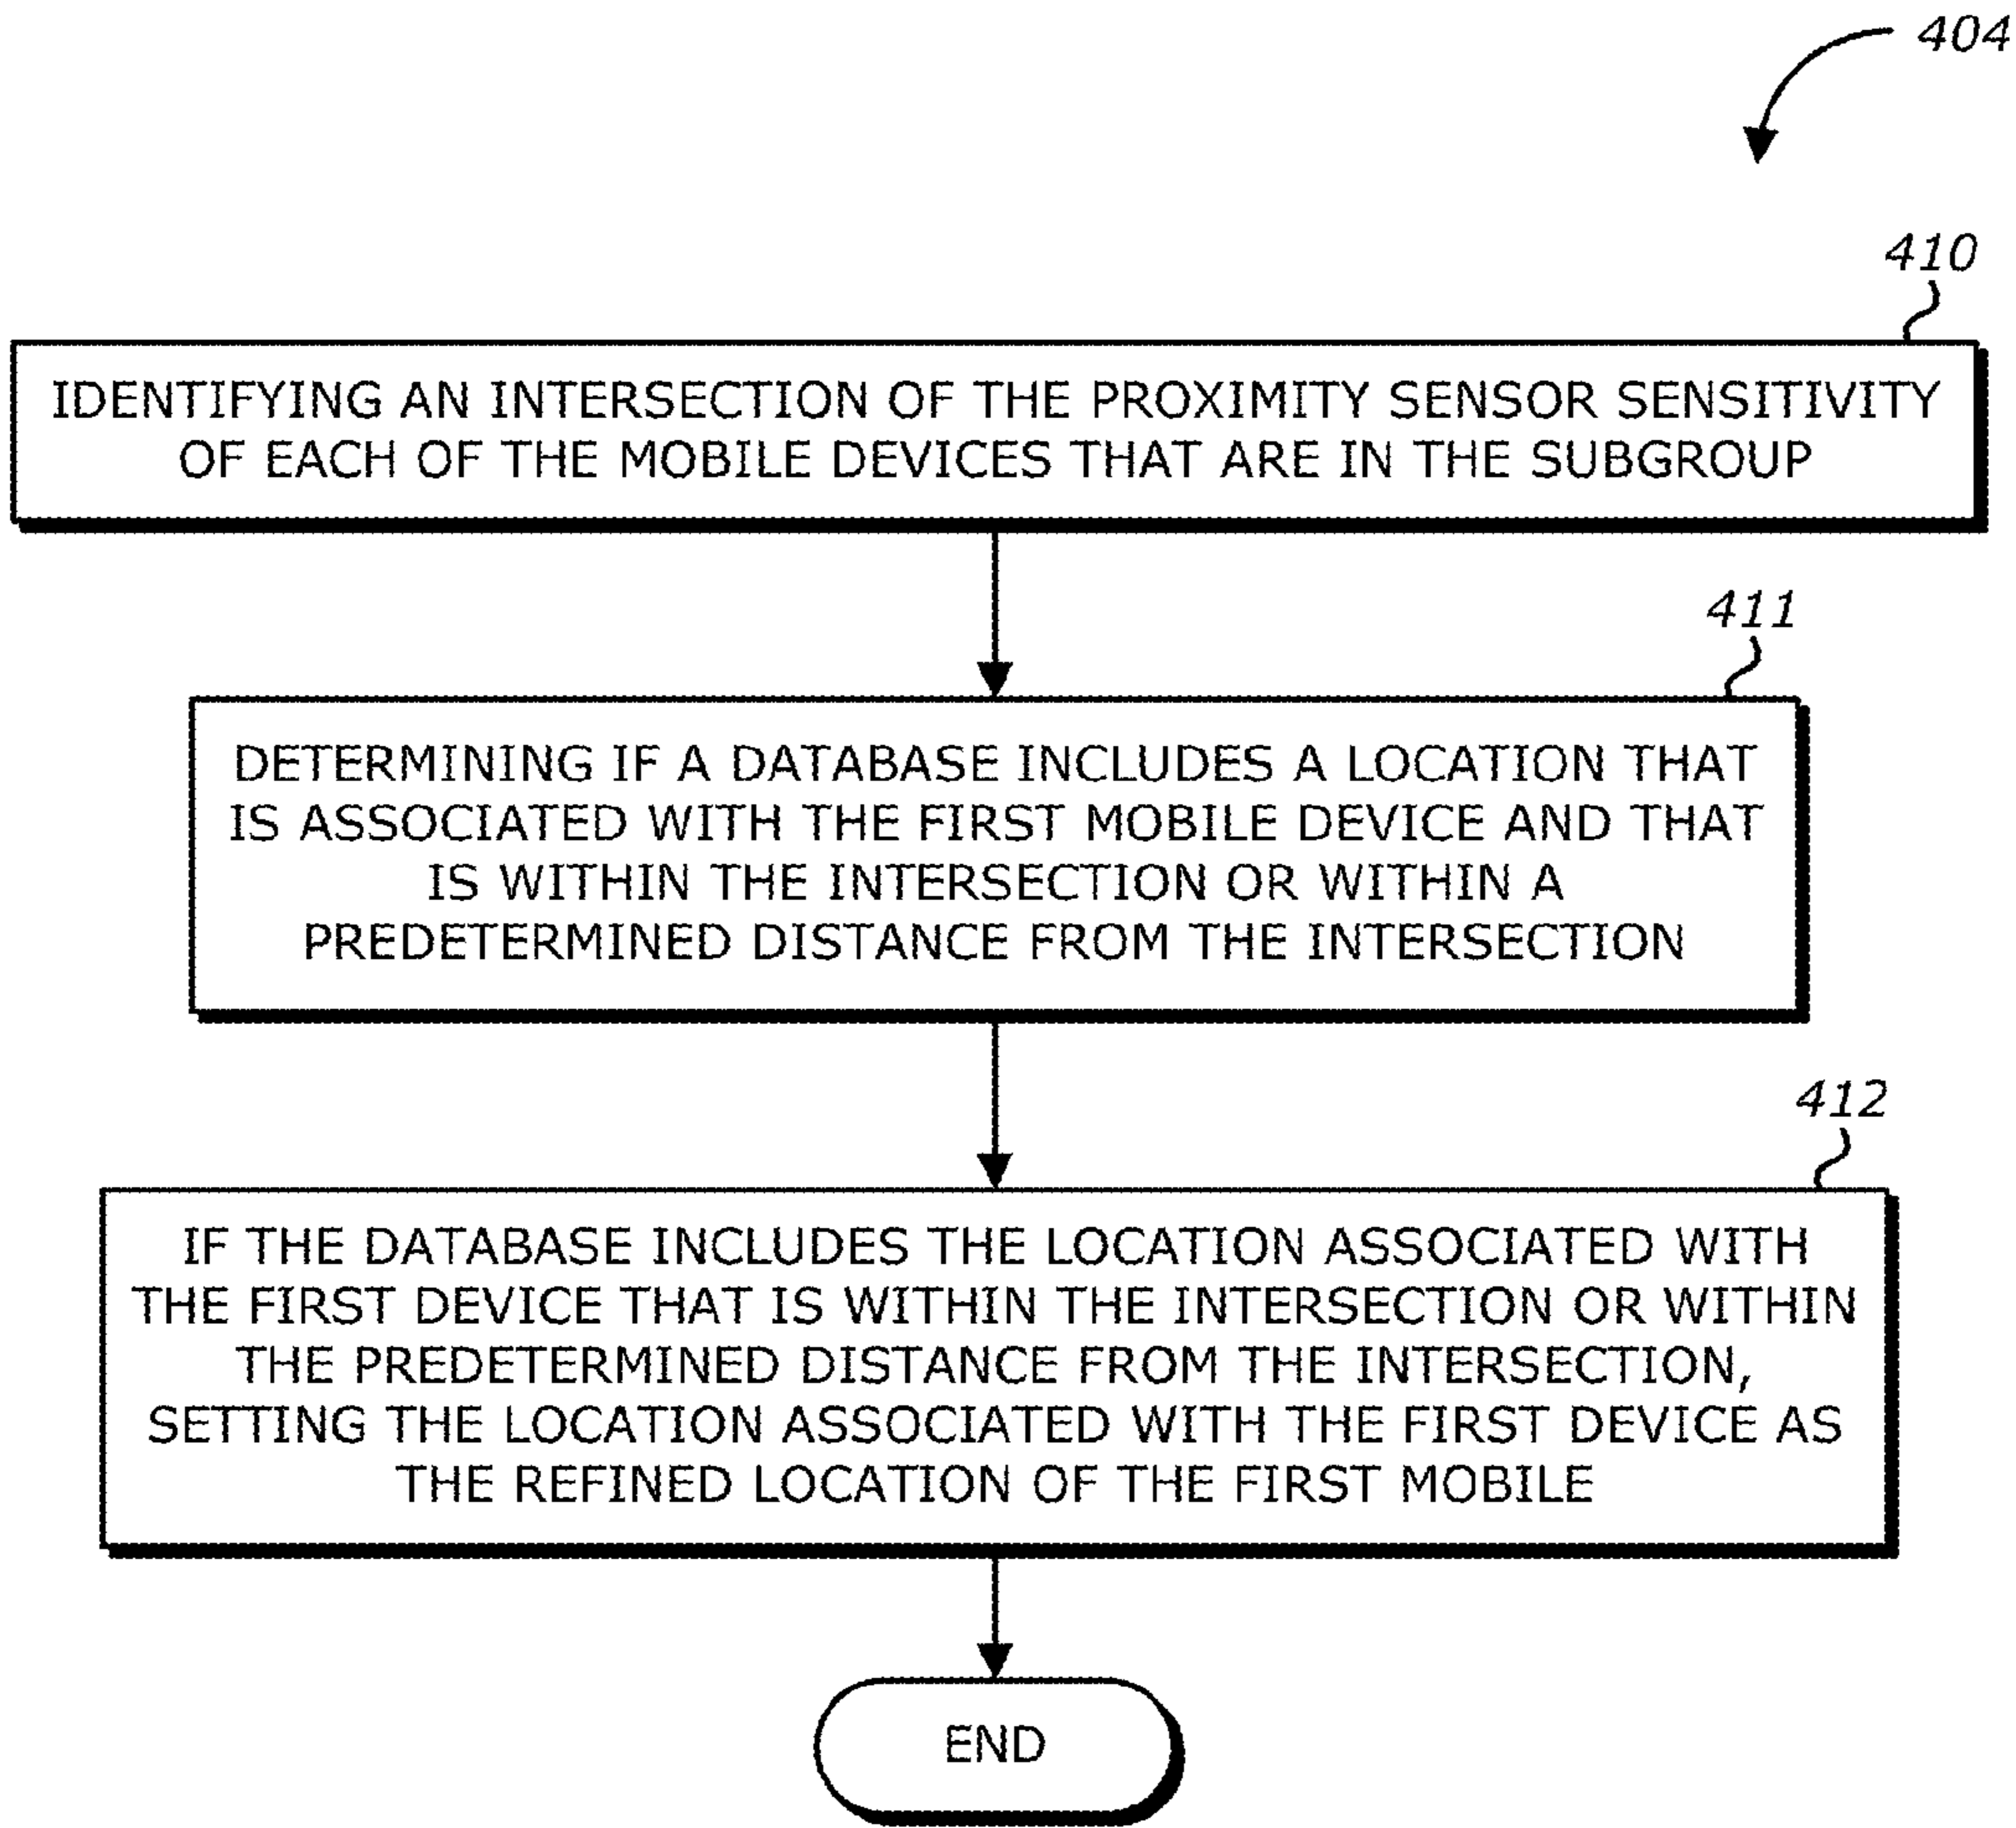 404
410
IDENTIFYING AN INTERSECTION OF THE PROXIMITY SENSOR SENSITIVITY
OF EACH OF THE MOBILE DEVICES THAT ARE IN THE SUBGROUP
411
DETERMINING IF A DATABASE INCLUDES A LOCATION THAT
IS ASSOCIATED WITH THE FIRST MOBILE DEVICE AND THAT
IS WITHIN THE INTERSECTION OR WITHIN A
PREDETERMINED DISTANCE FROM THE INTERSECTION
412
IF THE DATABASE INCLUDES THE LOCATION ASSOCIATED WITH
THE FIRST DEVICE THAT IS WITHIN THE INTERSECTION OR WITHIN
THE PREDETERMINED DISTANCE FROM THE INTERSECTION,
SETTING THE LOCATION ASSOCIATED WITH THE FIRST DEVICE AS
THE REFINED LOCATION OF THE FIRST MOBILE
END